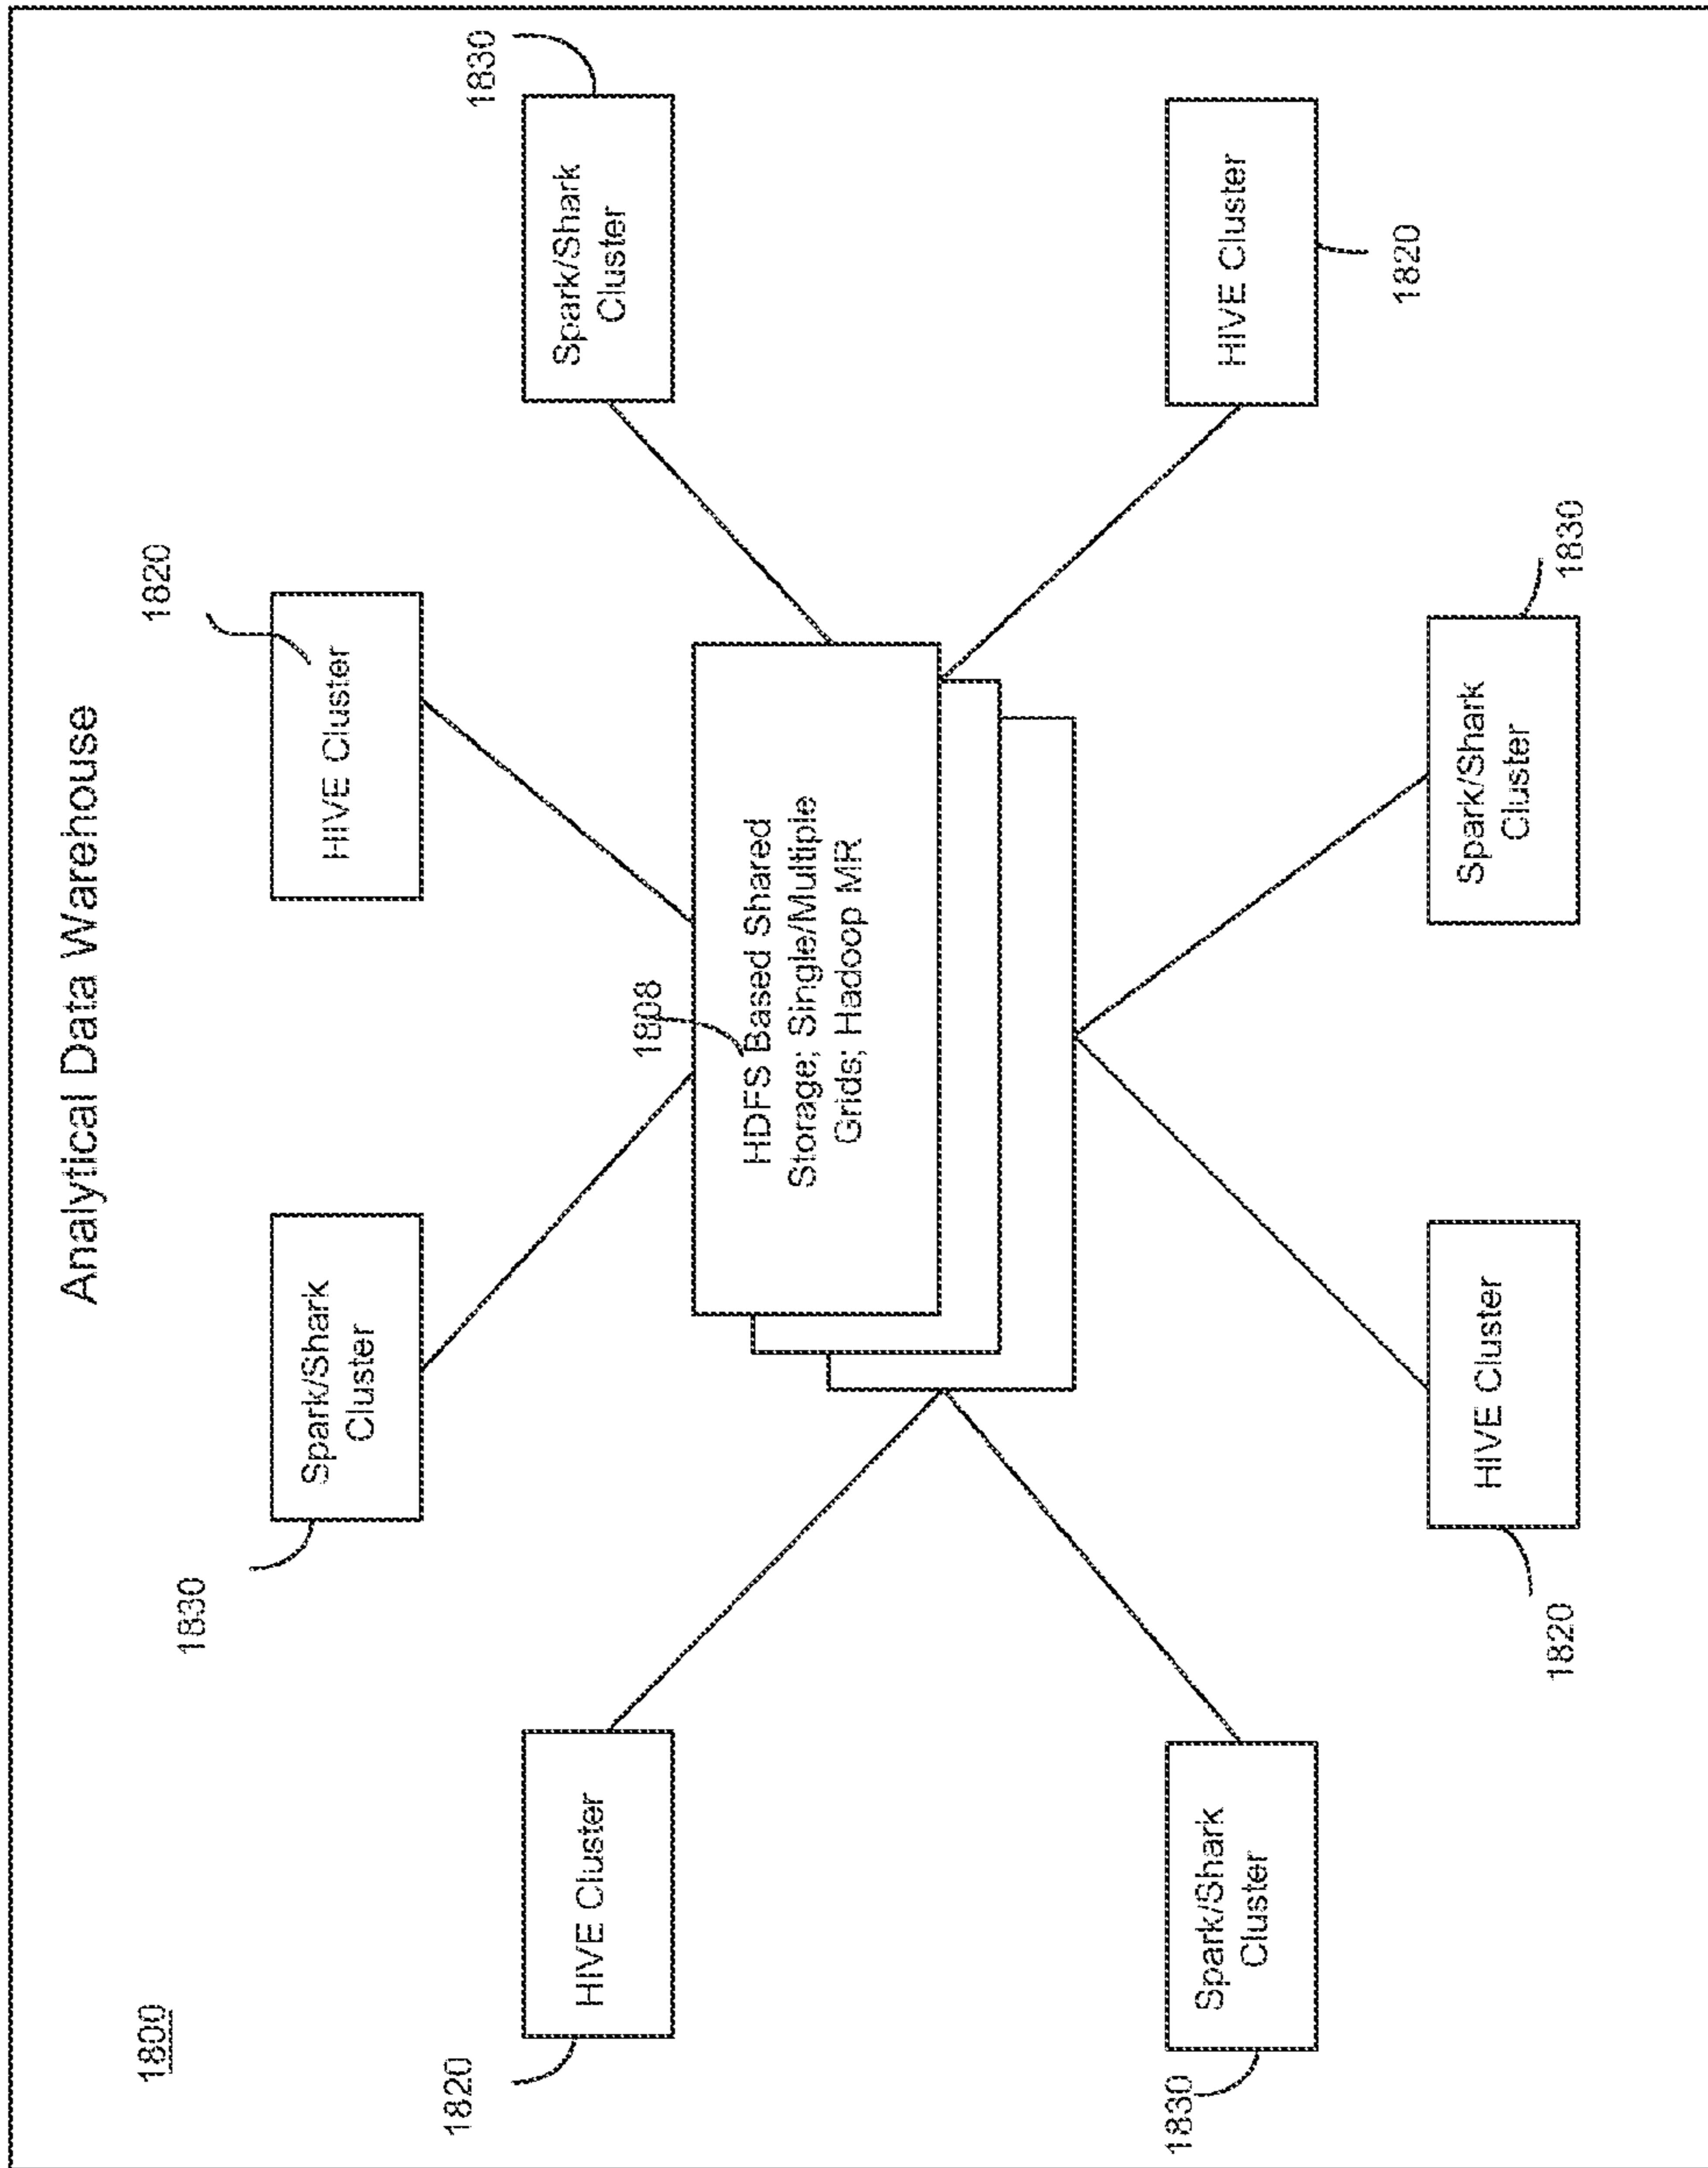 Analytical Data Warehouse
1800
1820
1830
Spark/Shark
Cluster
HIVE Cluster
1820
1830
HIVE Cluster
Spark/Shark
Cluster
1808
HDFS Based Shared
Storage; Single/Multiple
Grids; Hadoop MR
1830
Spark/Shark
Cluster
HIVE Cluster
1820
HIVE Cluster
Spark/Shark
Cluster
1820
1830